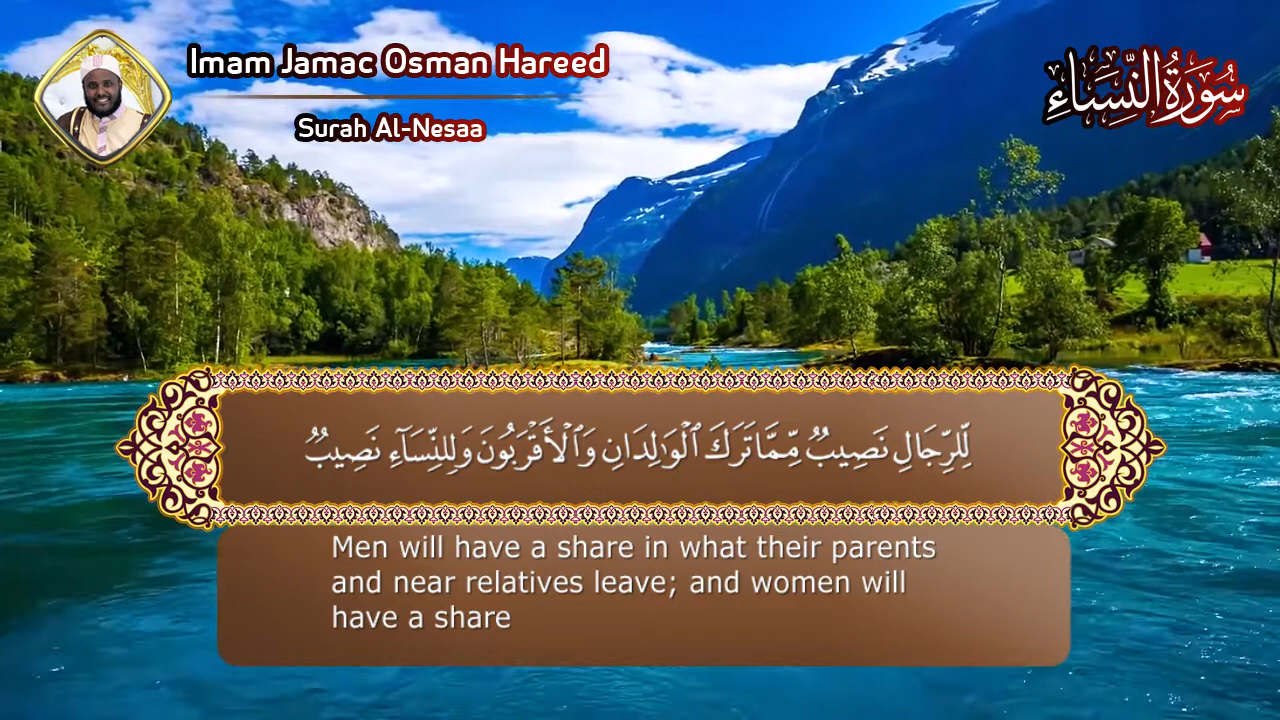 Imam Jamac Osman Hareed
Surah Al-Nesaa
سُورَةُ النِّسَاءِ
لِّلرِّجَالِ نَصِيبٌ مِّمَّا تَرَكَ ٱلْوَٰلِدَانِ وَٱلْأَقْرَبُونَ وَلِلنِّسَآءِ نَصِيبٌ
Men will have a share in what their parents
and near relatives leave; and women will
have a share